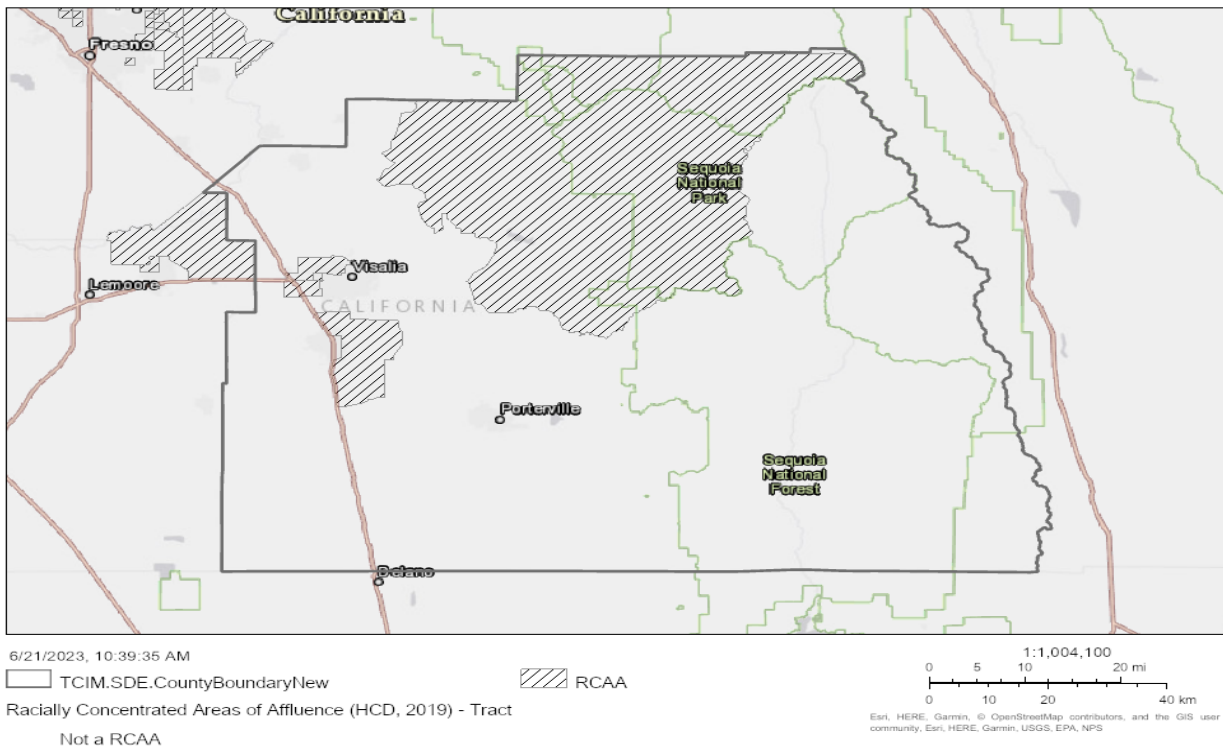 California
Fresno
Sequoia
National
Park
Visalia
Lemoore
CALIFORNIA
Porterville
Sequoia
National
Forest
Delano
6/21/2023, 10:39:35 AM
TCIM.SDE.CountyBoundaryNew
RCAA
Racially Concentrated Areas of Affluence (HCD, 2019) - Tract
Not a RCAA
1:1,004,100
0 5 10 20 mi
0 10 20 40 km
Esri, HERE, Garmin, © OpenStreetMap contributors, and the GIS user
community, Esri, HERE, Garmin, USGS, EPA, NPS